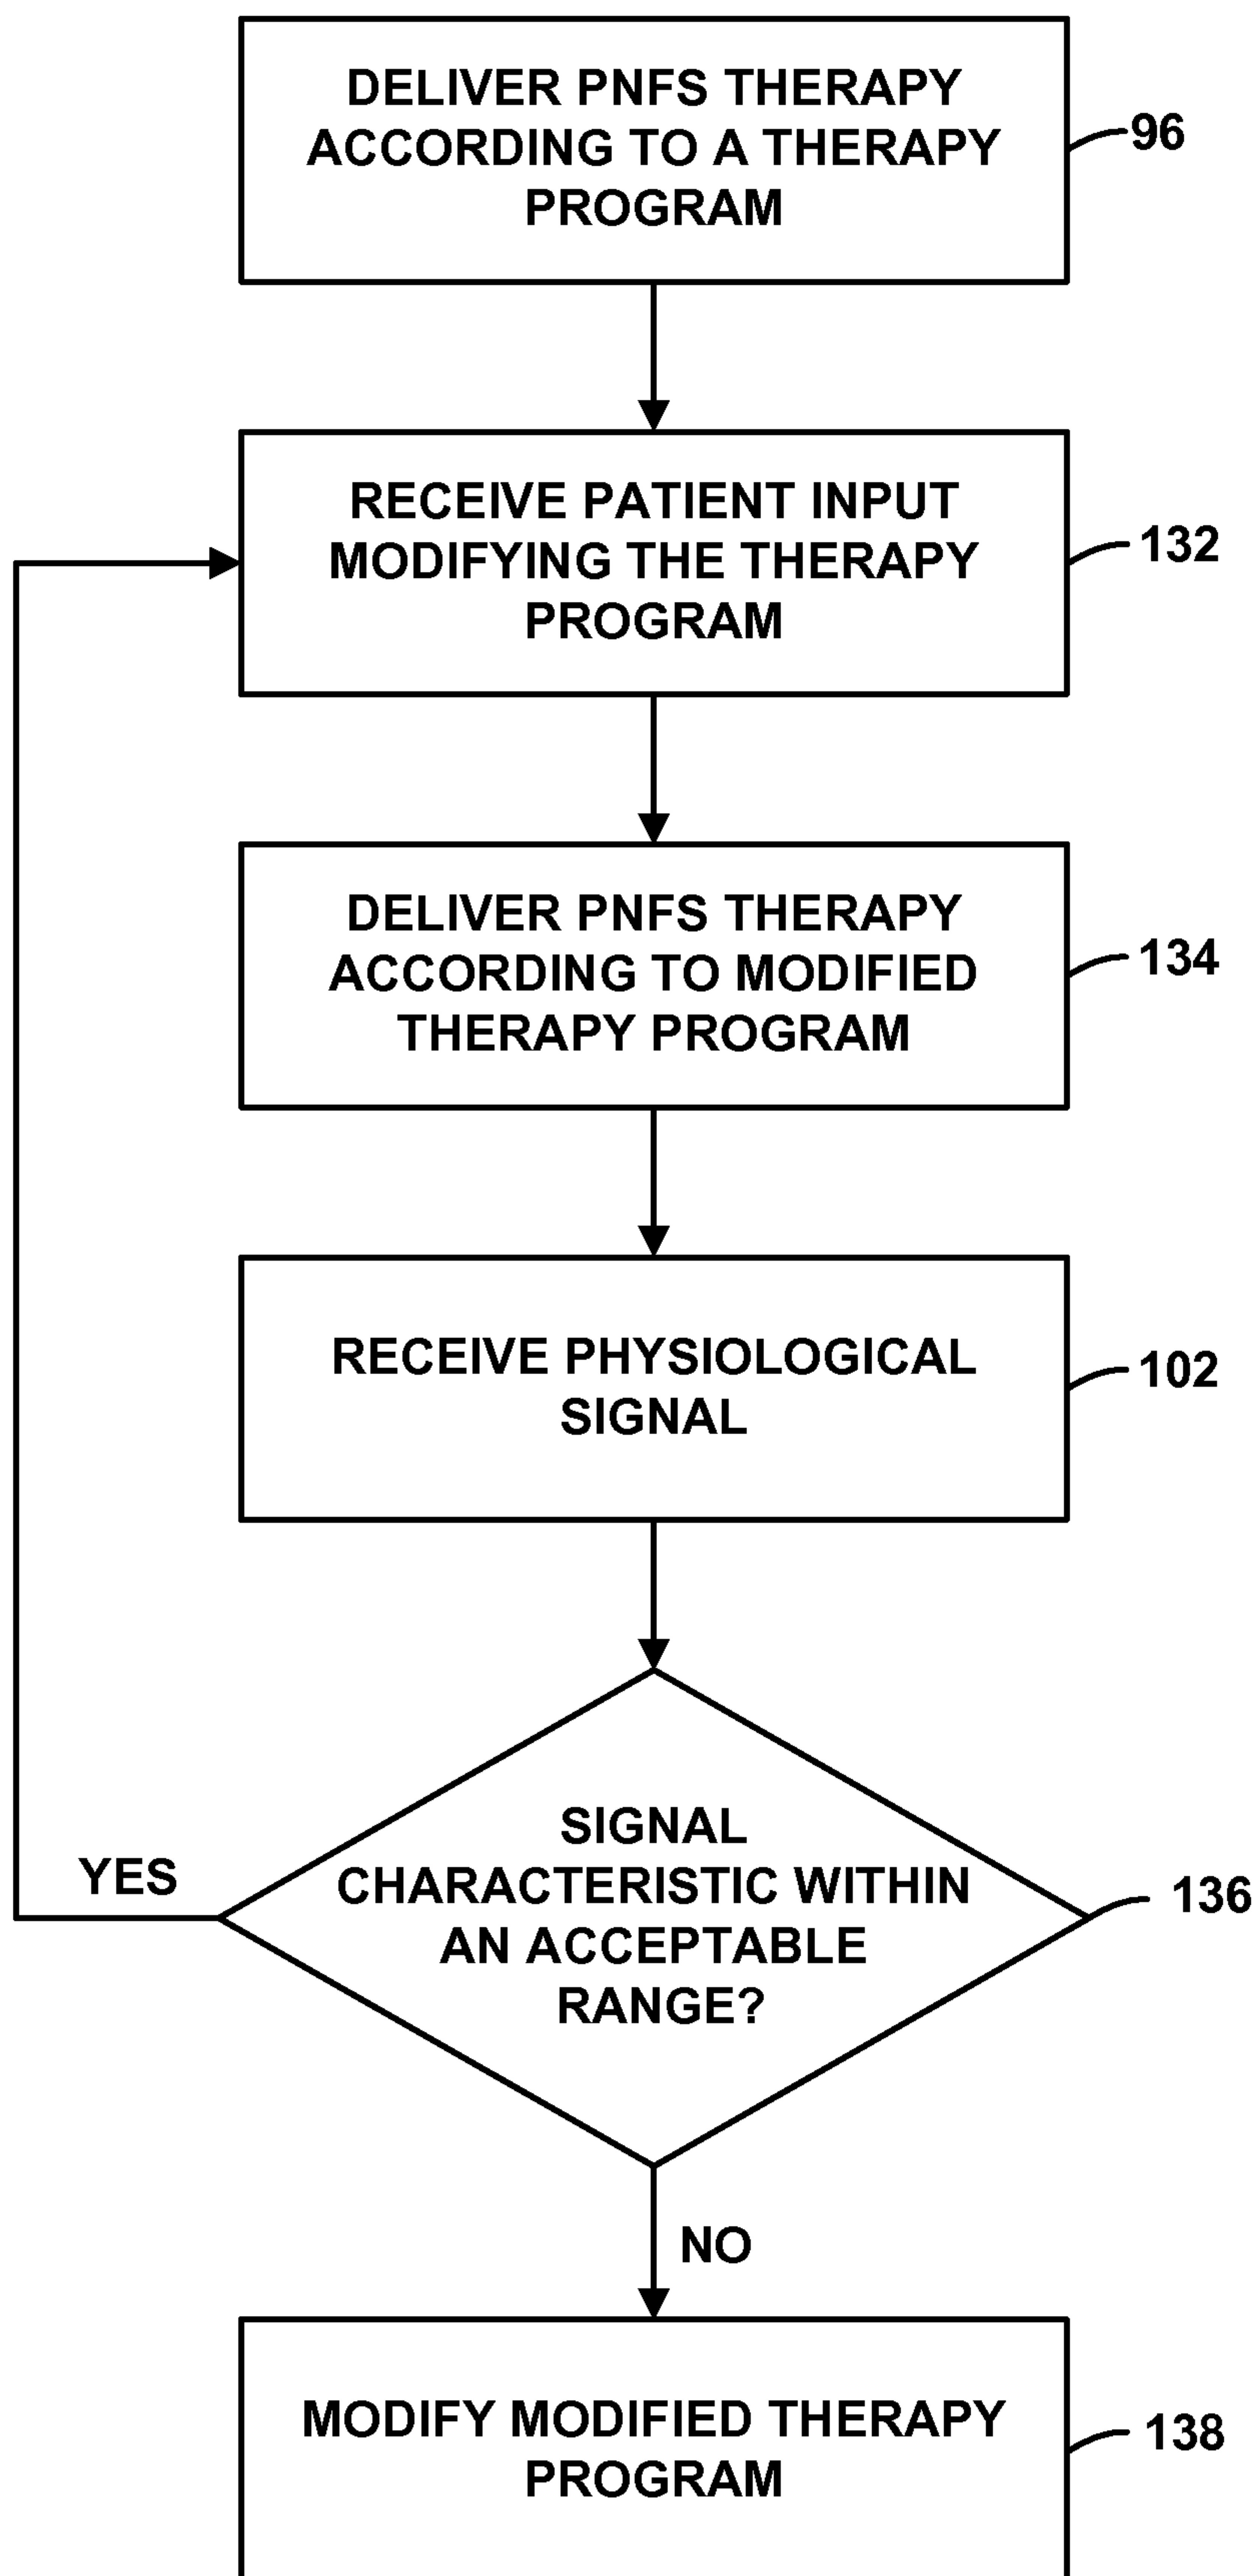 DELIVER PNFS THERAPY
ACCORDING TO A THERAPY
PROGRAM
96
RECEIVE PATIENT INPUT
MODIFYING THE THERAPY
PROGRAM
132
DELIVER PNFS THERAPY
ACCORDING TO MODIFIED
THERAPY PROGRAM
134
RECEIVE PHYSIOLOGICAL
SIGNAL
102
SIGNAL
CHARACTERISTIC WITHIN
AN ACCEPTABLE
RANGE?
136
YES
NO
MODIFY MODIFIED THERAPY
PROGRAM
138